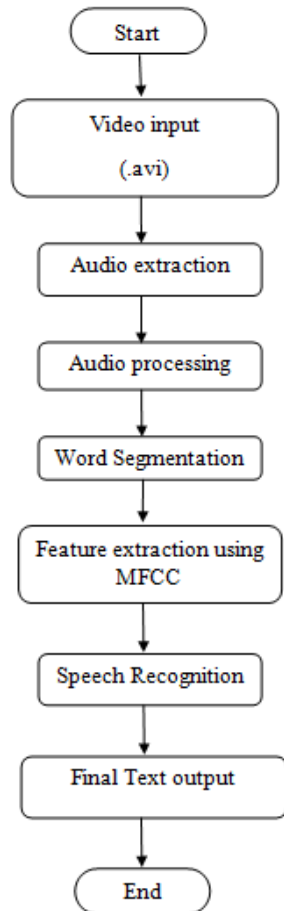 Start
Video input
(.avi)
Audio extraction
Audio processing
Word Segmentation
Feature extraction using
MFCC
Speech Recognition
Final Text output
End